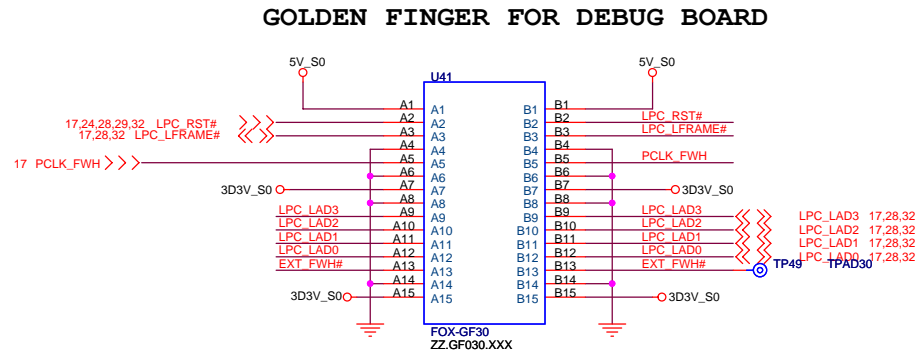 GOLDEN FINGER FOR DEBUG BOARD
5V_S0 5V_S0
U41
A1 A1 B1 B1
17,24,28,29,32 LPC_RST# A2 A2 B2 B2 LPC_RST#
17,28,32 LPC_LFRAME# A3 A3 B3 B3 LPC_LFRAME#
A4 A4 B4 B4
17 PCLK_FWH A5 A5 B5 B5 PCLK_FWH
A6 A6 B6 B6
3D3V_S0 A7 A7 B7 B7 3D3V_S0
A8 A8 B8 B8
LPC_LAD3 A9 A9 B9 B9 LPC_LAD3 LPC_LAD3 17,28,32
LPC_LAD2 A10 A10 B10 B10 LPC_LAD2 LPC_LAD2 17,28,32
LPC_LAD1 A11 A11 B11 B11 LPC_LAD1 LPC_LAD1 17,28,32
LPC_LAD0 A12 A12 B12 B12 LPC_LAD0 LPC_LAD0 17,28,32
EXT_FWH# A13 A13 B13 B13 EXT_FWH# TP49 TPAD30
A14 A14 B14 B14
3D3V_S0 A15 A15 B15 B15 3D3V_S0
FOX-GF30
ZZ.GF030.XXX